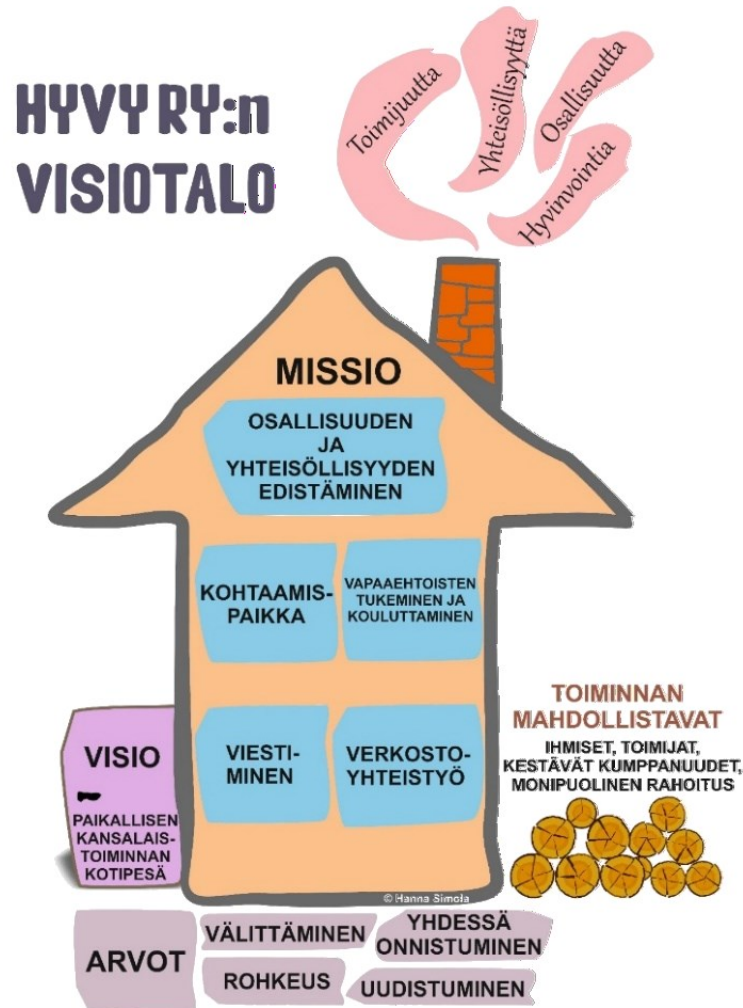 HYVY RY:n
VISIOTALO
Toimijuutta
Yhteisöllisyyttä
Osallisuutta
Hyvinvointia
MISSIO
OSALLISUUDEN
JA
YHTEISÖLLISYYDEN
EDISTÄMINEN
KOHTAAMIS-
PAIKKA
VAPAAEHTOISTEN
TUKEMINEN JA
KOULUTTAMINEN
VIESTI-
MINEN
VERKOSTO-
YHTEISTYÖ
VISIO
PAIKALLISEN
KANSALAIS-
TOIMINNAN
KOTIPESÄ
TOIMINNAN
MAHDOLLISTAVAT
IHMISET, TOIMIJAT,
KESTÄVÄT KUMPPANUUDET,
MONIPUOLINEN RAHOITUS
© Hanna Simola
ARVOT
VÄLITTÄMINEN
YHDESSÄ
ONNISTUMINEN
ROHKEUS
UUDISTUMINEN